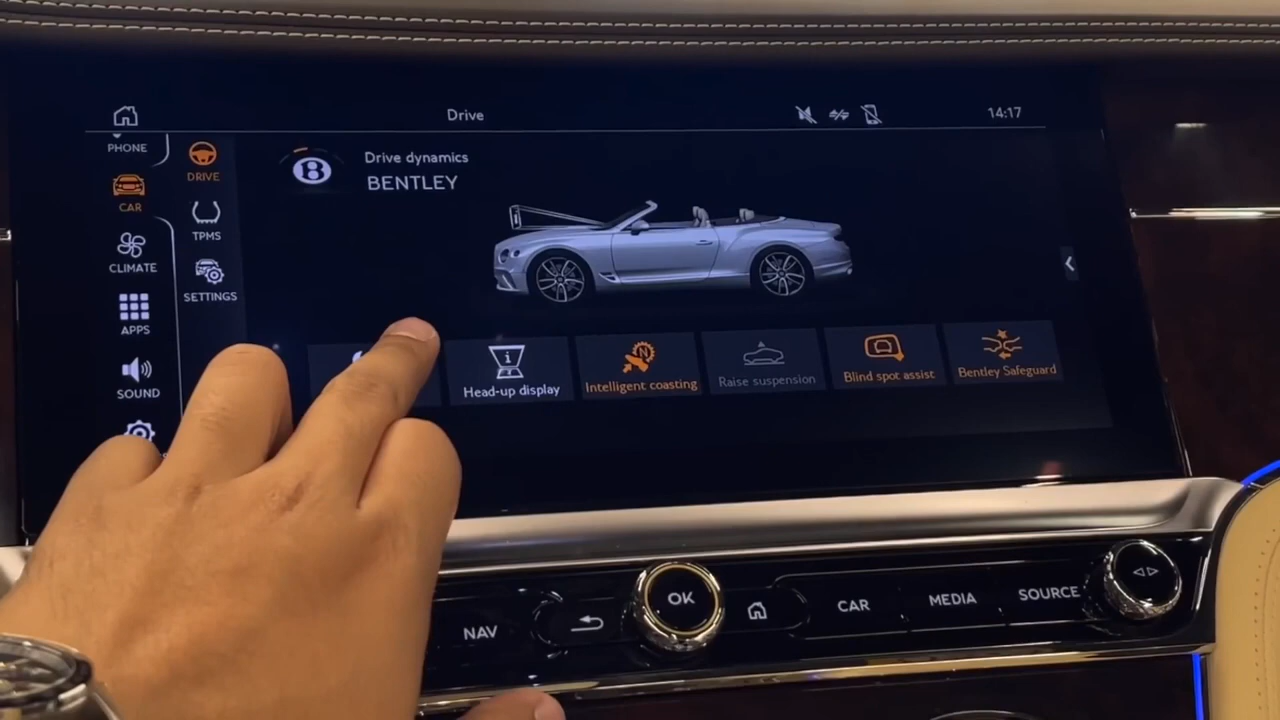 Drive
14:17
PHONE
CAR
CLIMATE
APPS
SOUND
DRIVE
TPMS
SETTINGS
B
Drive dynamics
BENTLEY
Head-up display
Intelligent coasting
Raise suspension
Blind spot assist
Bentley Safeguard
NAV
OK
CAR
MEDIA
SOURCE